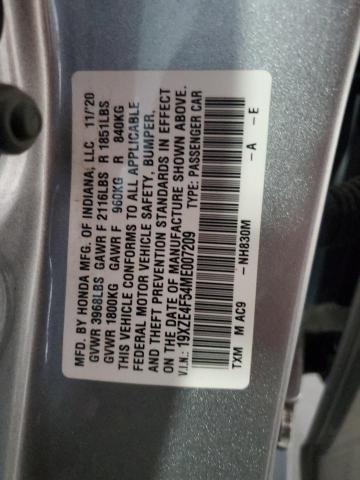 MFD. BY HONDA MFG. OF INDIANA, LLC 11/'20
GVWR 3968LBS GAWR F 2116LBS R 1851LBS
GVWR 1800KG GAWR F 960KG R 840KG
THIS VEHICLE CONFORMS TO ALL APPLICABLE
FEDERAL MOTOR VEHICLE SAFETY, BUMPER,
AND THEFT PREVENTION STANDARDS IN EFFECT
ON THE DATE OF MANUFACTURE SHOWN ABOVE.
V.I.N.: 19XZE4F54ME007209 TYPE: PASSENGER CAR
TXM M AC9 -NH830M -A -E